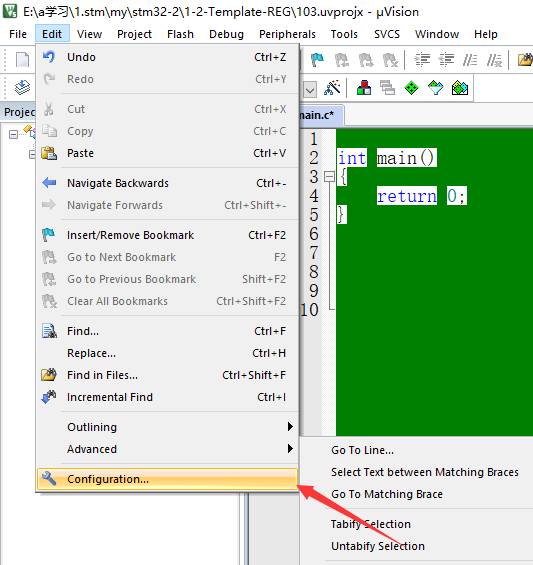 E:\a学习\1.stm\my\stm32-2\1-2-Template-REG\103.uvprojx - µVision
File Edit View Project Flash Debug Peripherals Tools SVCS Window Help
Undo Ctrl+Z
Redo Ctrl+Y
Cut Ctrl+X
Copy Ctrl+C
Paste Ctrl+V
Navigate Backwards Ctrl+-
Navigate Forwards Ctrl+Shift+-
Insert/Remove Bookmark Ctrl+F2
Go to Next Bookmark F2
Go to Previous Bookmark Shift+F2
Clear All Bookmarks Ctrl+Shift+F2
Find... Ctrl+F
Replace... Ctrl+H
Find in Files... Ctrl+Shift+F
Incremental Find Ctrl+I
Outlining
Advanced
Configuration...
Projec
main.c*
1
2 int main()
3 {
4 return 0;
5 }
6
7
8
9
10
Go To Line...
Select Text between Matching Braces
Go To Matching Brace
Tabify Selection
Untabify Selection